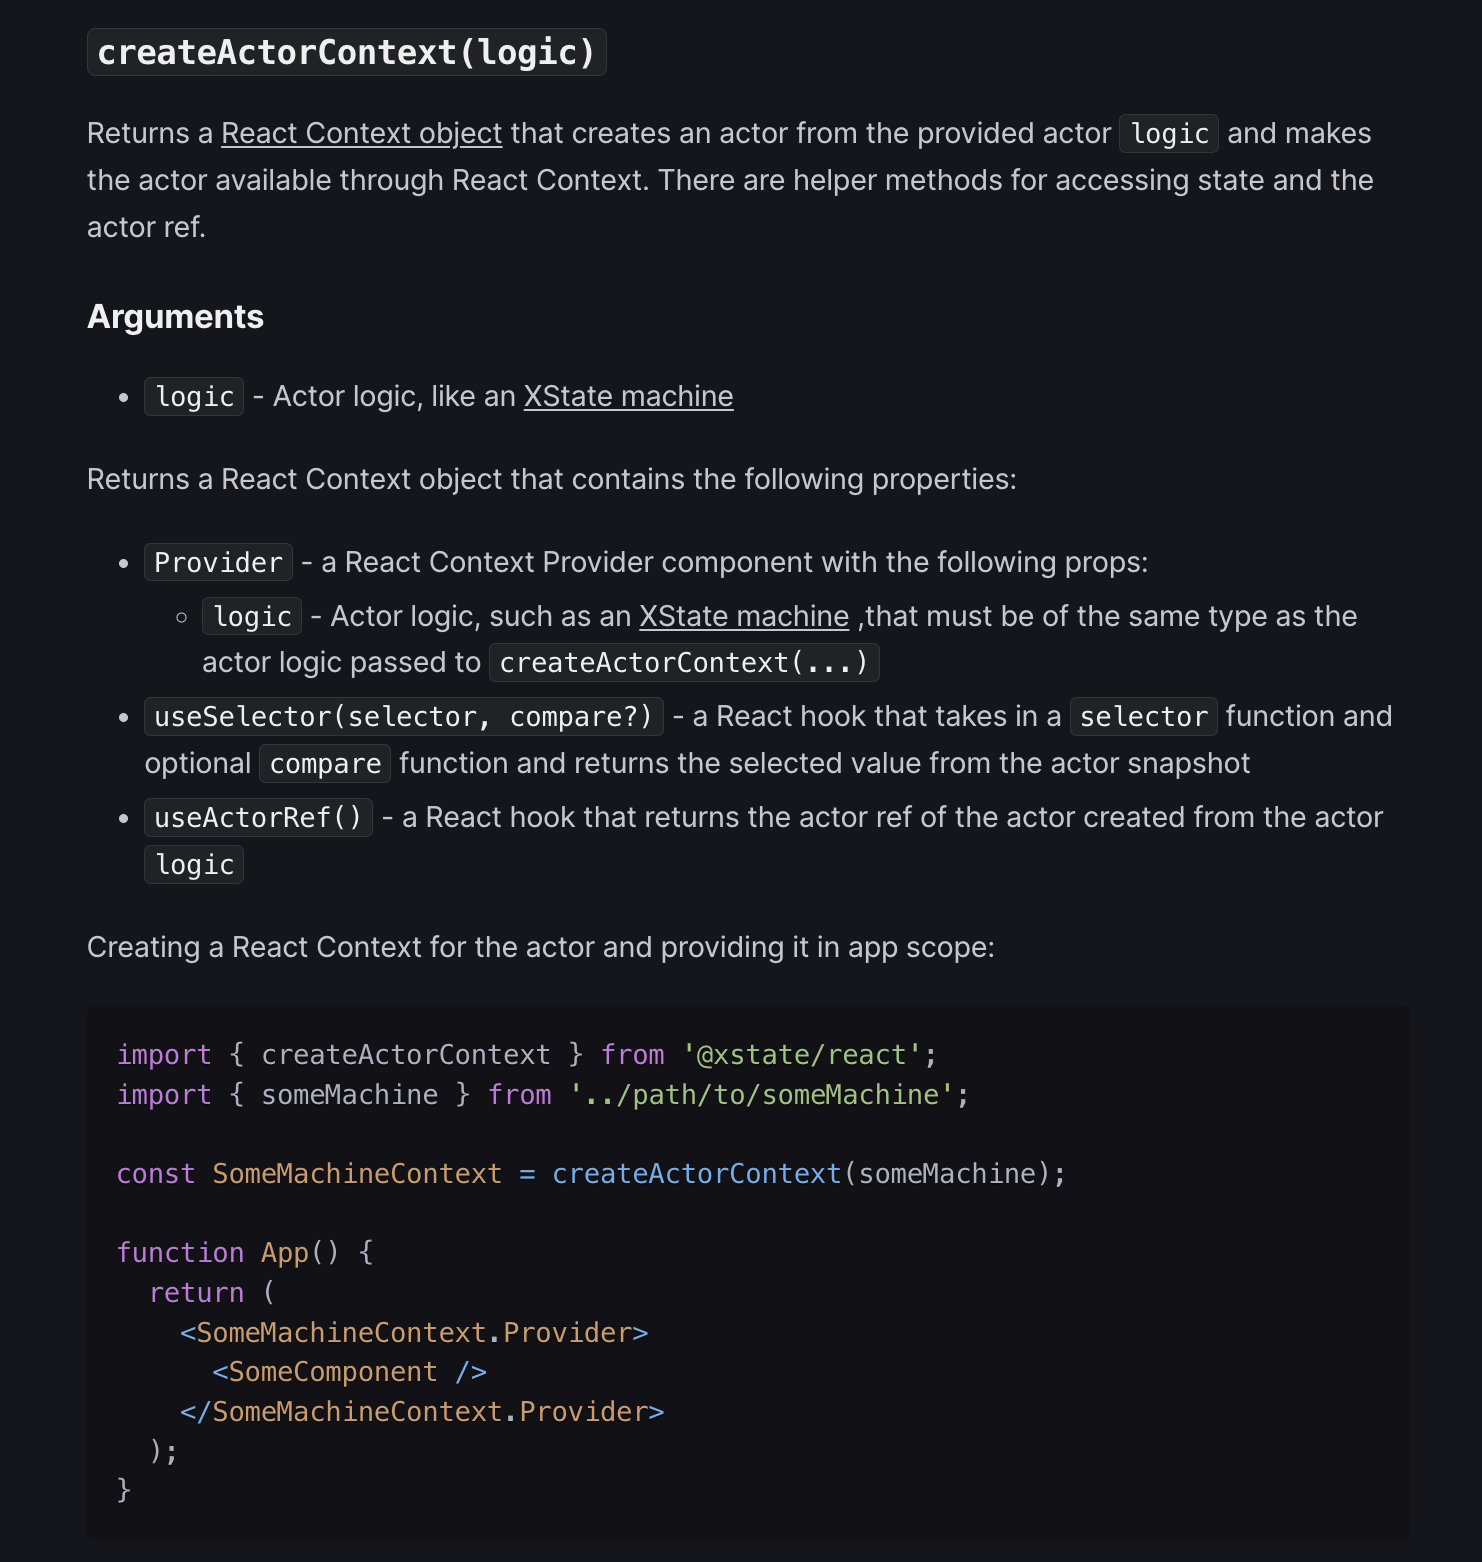 createActorContext(logic)
Returns a React Context object that creates an actor from the provided actor logic and makes
the actor available through React Context. There are helper methods for accessing state and the
actor ref.
Arguments
• logic - Actor logic, like an XState machine
Returns a React Context object that contains the following properties:
• Provider - a React Context Provider component with the following props:
◦ logic - Actor logic, such as an XState machine ,that must be of the same type as the
actor logic passed to createActorContext(...)
• useSelector(selector, compare?) - a React hook that takes in a selector function and
optional compare function and returns the selected value from the actor snapshot
• useActorRef() - a React hook that returns the actor ref of the actor created from the actor
logic
Creating a React Context for the actor and providing it in app scope:
import { createActorContext } from '@xstate/react';
import { someMachine } from '../path/to/someMachine';
const SomeMachineContext = createActorContext(someMachine);
function App() {
  return (
    <SomeMachineContext.Provider>
      <SomeComponent />
    </SomeMachineContext.Provider>
  );
}